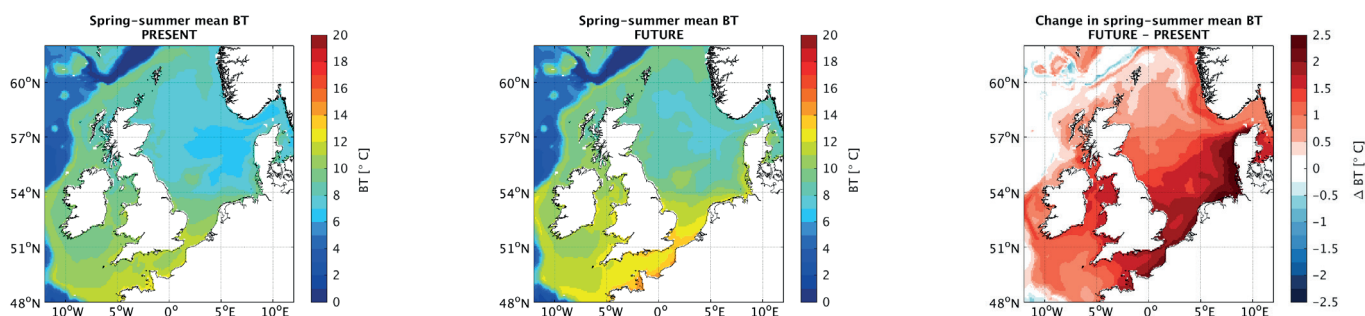 Spring-summer mean BT
PRESENT
60°N
57°N
54°N
51°N
48°N
10°W 5°W 0° 5°E 10°E
20
18
16
14
12
10
8
6
4
2
0
BT [° C]
Spring-summer mean BT
FUTURE
60°N
57°N
54°N
51°N
48°N
10°W 5°W 0° 5°E 10°E
20
18
16
14
12
10
8
6
4
2
0
BT [° C]
Change in spring-summer mean BT
FUTURE - PRESENT
60°N
57°N
54°N
51°N
48°N
10°W 5°W 0° 5°E 10°E
2.5
2
1.5
1
0.5
0
-0.5
-1
-1.5
-2
-2.5
Δ BT [° C]